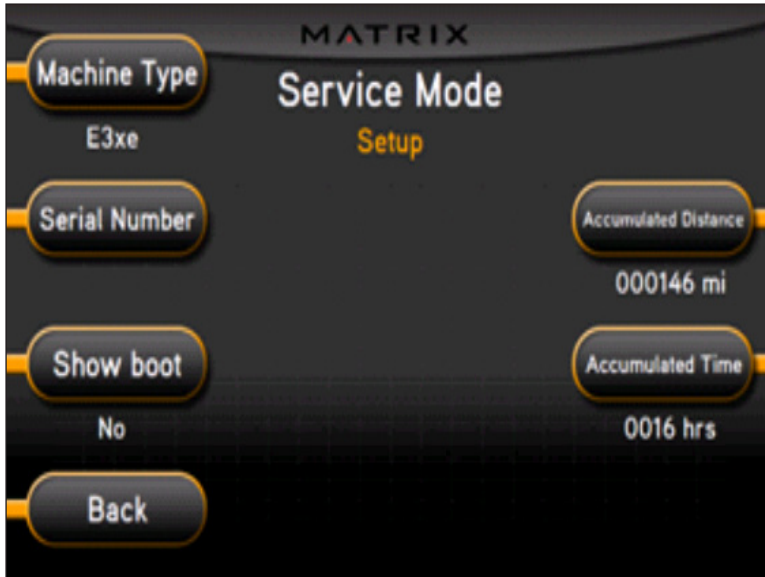 MATRIX
Machine Type
Service Mode
E3xe
Setup
Serial Number
Accumulated Distance
000146 mi
Show boot
Accumulated Time
No
0016 hrs
Back